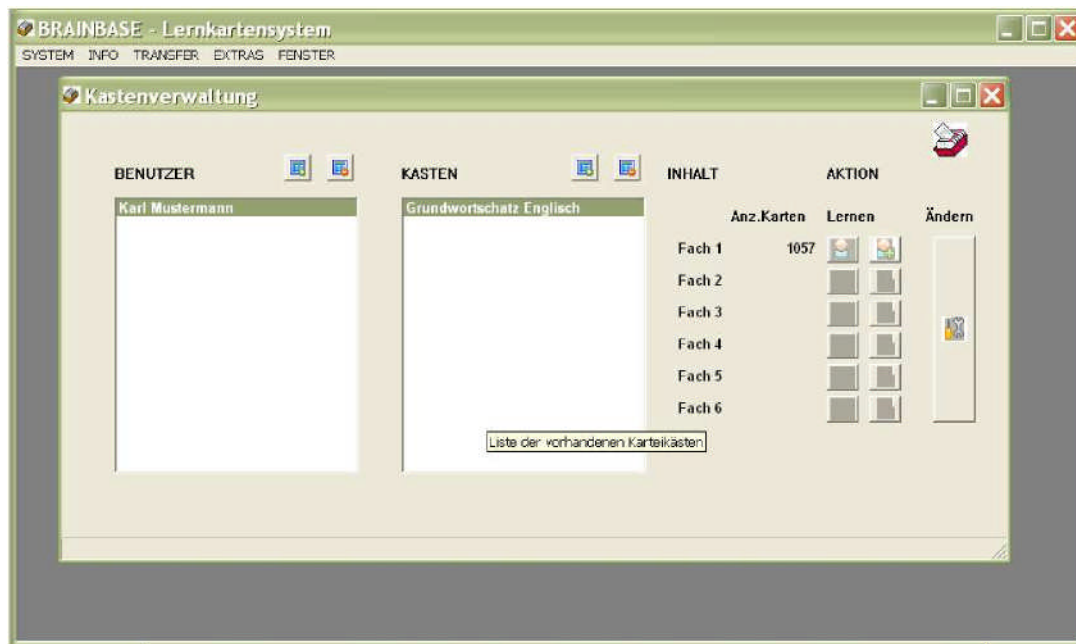 BRAINBASE - Lernkartensystem
SYSTEM INFO TRANSFER EXTRAS FENSTER
Kastenverwaltung
BENUTZER KASTEN INHALT AKTION
Karl Mustermann Grundwortschatz Englisch
Anz.Karten Lernen Ändern
Fach 1 1057
Fach 2
Fach 3
Fach 4
Fach 5
Fach 6
Liste der vorhandenen Karteikästen